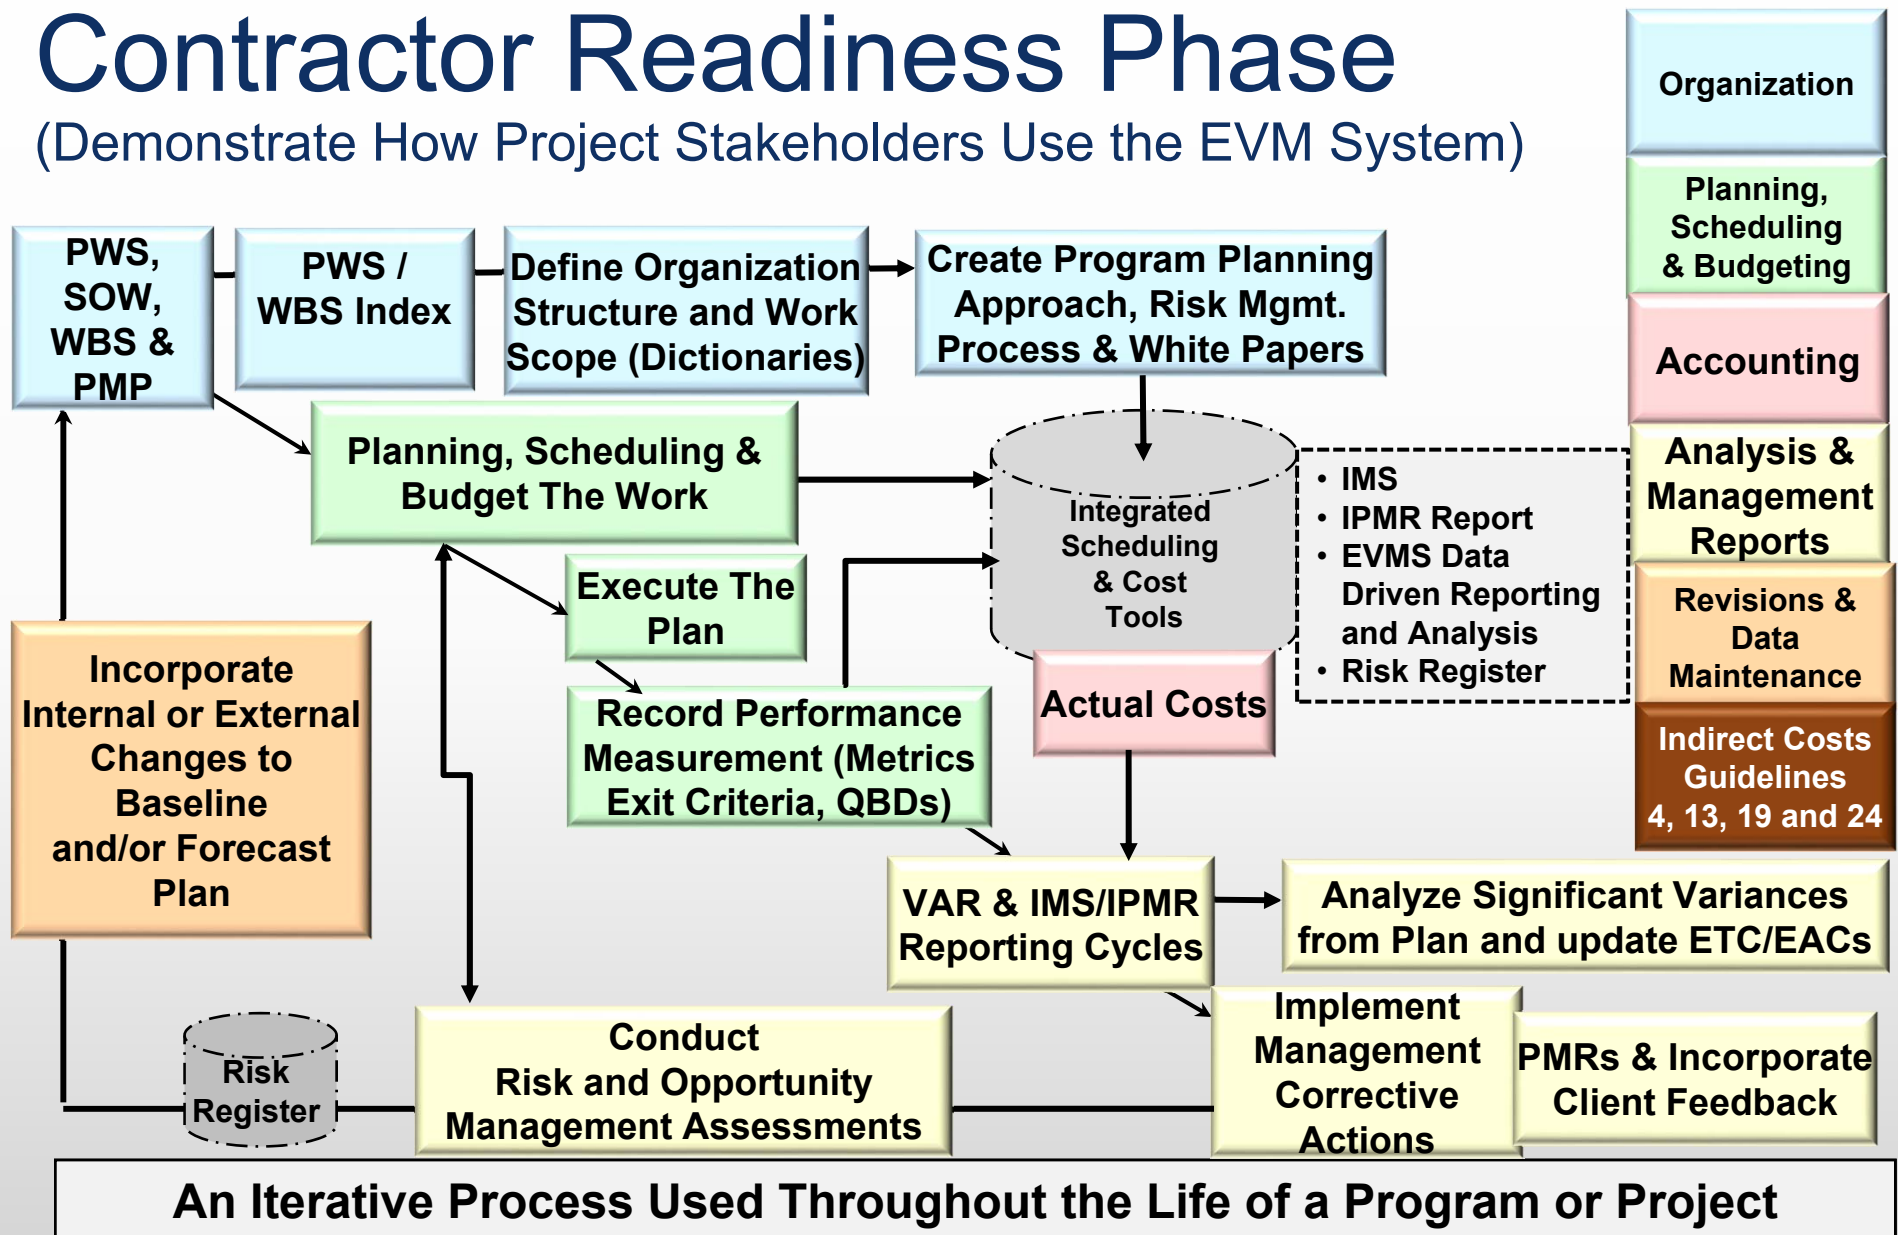 Contractor Readiness Phase
(Demonstrate How Project Stakeholders Use the EVM System)
Organization
Planning,
Scheduling
& Budgeting
Accounting
Analysis &
Management
Reports
Revisions &
Data
Maintenance
Indirect Costs
Guidelines
4, 13, 19 and 24
PWS,
SOW,
WBS &
PMP
PWS /
WBS Index
Define Organization
Structure and Work
Scope (Dictionaries)
Create Program Planning
Approach, Risk Mgmt.
Process & White Papers
Planning, Scheduling &
Budget The Work
Integrated
Scheduling
& Cost
Tools
• IMS
• IPMR Report
• EVMS Data
Driven Reporting
and Analysis
• Risk Register
Execute The
Plan
Incorporate
Internal or External
Changes to
Baseline
and/or Forecast
Plan
Record Performance
Measurement (Metrics
Exit Criteria, QBDs)
Actual Costs
VAR & IMS/IPMR
Reporting Cycles
Analyze Significant Variances
from Plan and update ETC/EACs
Risk
Register
Conduct
Risk and Opportunity
Management Assessments
Implement
Management
Corrective
Actions
PMRs & Incorporate
Client Feedback
An Iterative Process Used Throughout the Life of a Program or Project